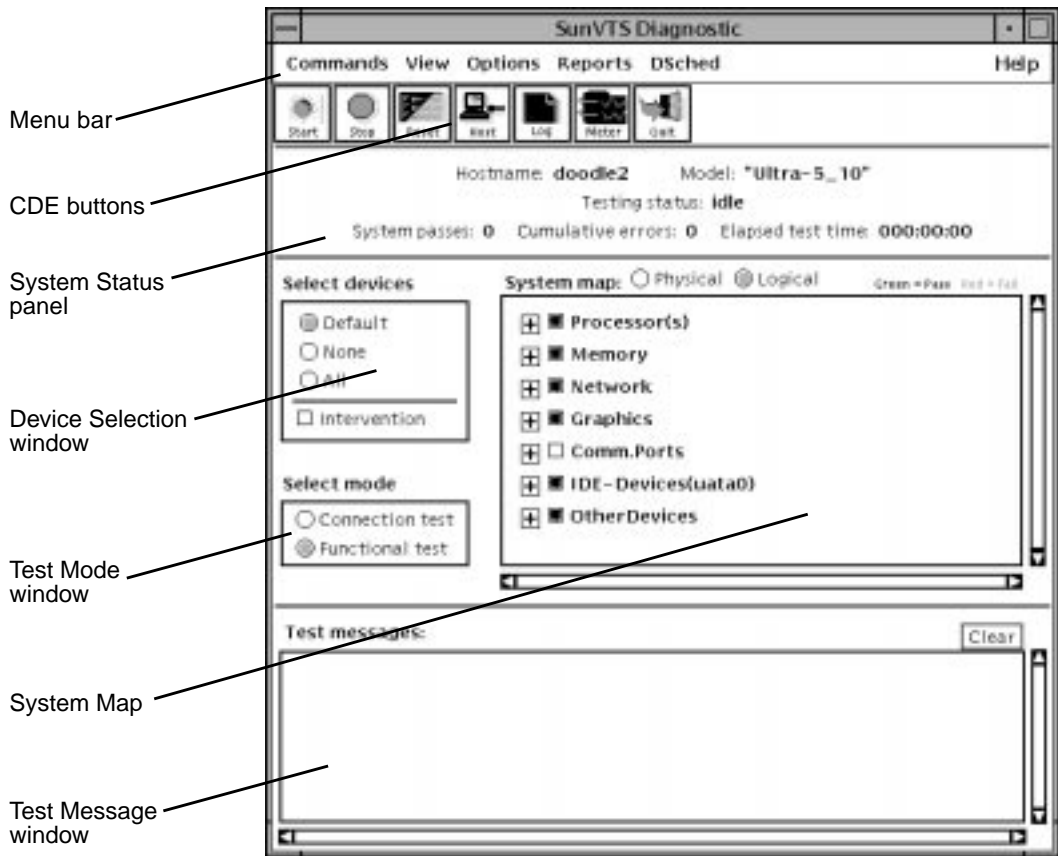 SunVTS Diagnostic
Commands View Options Reports DSched Help
Menu bar
Start Stop Reset Host Log Meter Quit
CDE buttons
Hostname: doodle2 Model: "Ultra-5_10"
Testing status: idle
System passes: 0 Cumulative errors: 0 Elapsed test time: 000:00:00
System Status
panel
Select devices
System map: Physical Logical Green = Pass Red = Fail
Default
None
All
Intervention
Processor(s)
Memory
Network
Graphics
Comm.Ports
IDE-Devices(uata0)
OtherDevices
Device Selection
window
Select mode
Connection test
Functional test
Test Mode
window
Test messages: Clear
System Map
Test Message
window